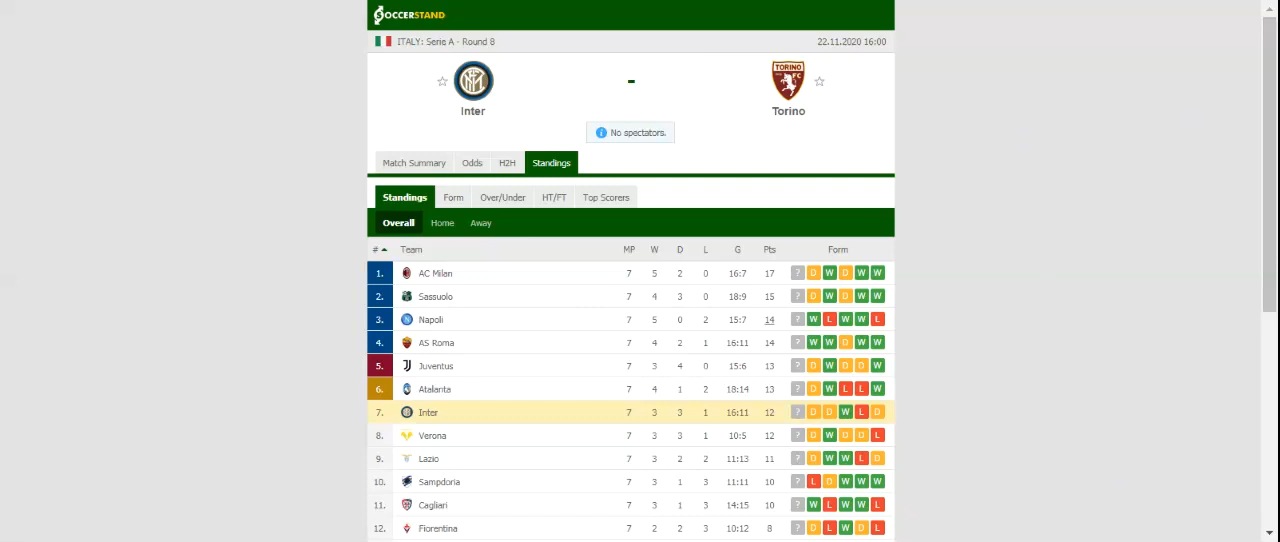 SOCCERSTAND
ITALY: Serie A - Round 8 22.11.2020 16:00
-
Inter Torino
TORINO FC
No spectators.
Match Summary Odds H2H Standings
Standings Form Over/Under HT/FT Top Scorers
Overall Home Away
# Team MP W D L G Pts Form
1. AC Milan 7 5 2 0 16:7 17 ? D W D W W
2. Sassuolo 7 4 3 0 18:9 15 ? D W D W W
3. Napoli 7 5 0 2 15:7 14 ? W L W W L
4. AS Roma 7 4 2 1 16:11 14 ? W W D W W
5. Juventus 7 3 4 0 15:6 13 ? D W D D W
6. Atalanta 7 4 1 2 18:14 13 ? D W L L W
7. Inter 7 3 3 1 16:11 12 ? D D W L D
8. Verona 7 3 3 1 10:5 12 ? D W D D L
9. Lazio 7 3 2 2 11:13 11 ? D W W L D
10. Sampdoria 7 3 1 3 11:11 10 ? L D W W W
11. Cagliari 7 3 1 3 14:15 10 ? W L W W L
12. Fiorentina 7 2 2 3 10:12 8 ? D L W D L